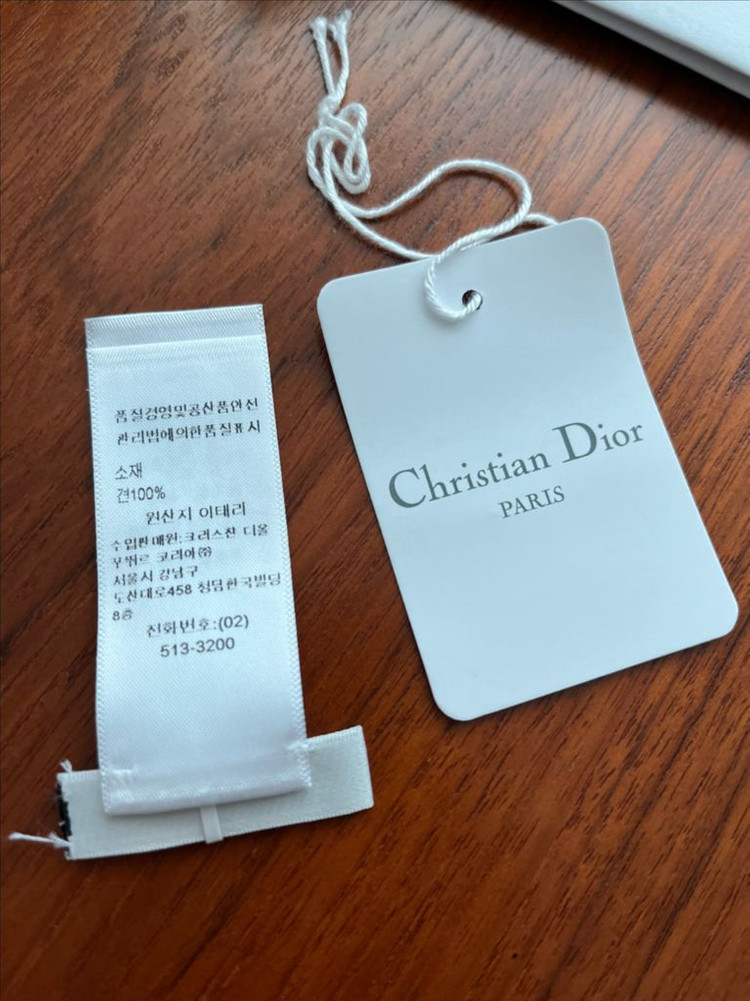 품질경영및공산품안전
관리법에의한품질표시
소재
견100%
원산지 이태리
수입판매원:크리스챤 디올
꾸뛰르 코리아㈜
서울시 강남구
도산대로458 청담한국빌딩
8층
전화번호:(02)
513-3200
Christian Dior
PARIS